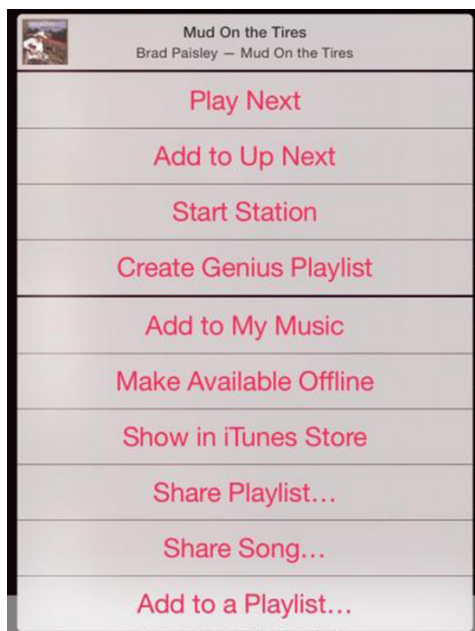 Mud On the Tires
Brad Paisley — Mud On the Tires
Play Next
Add to Up Next
Start Station
Create Genius Playlist
Add to My Music
Make Available Offline
Show in iTunes Store
Share Playlist...
Share Song...
Add to a Playlist...